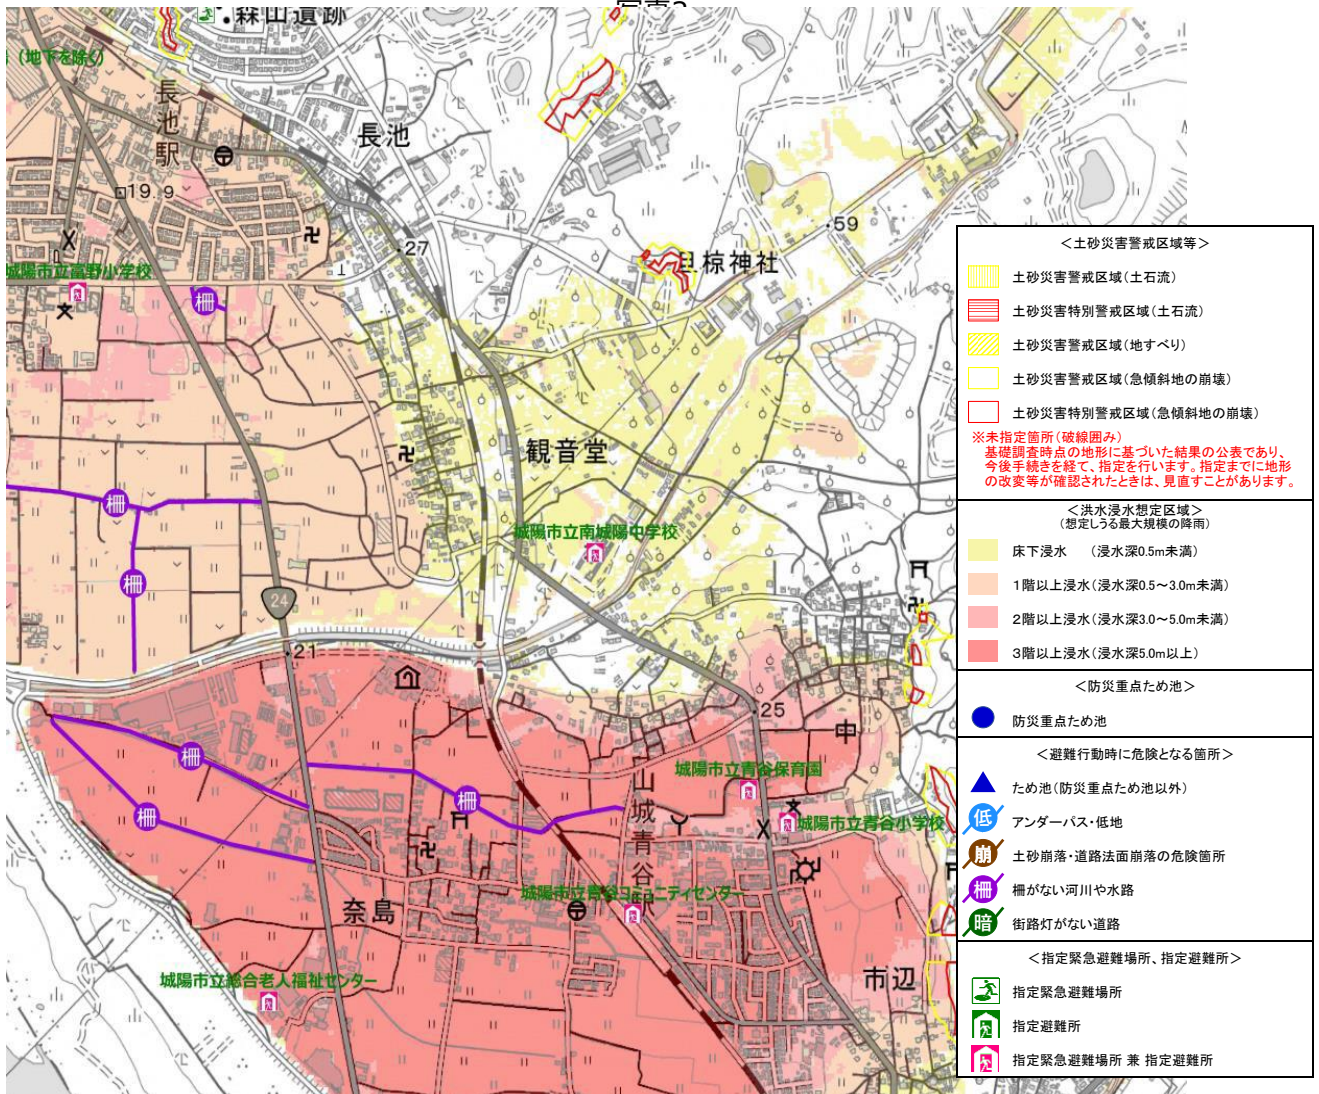 森山遺跡
(地下を除く)
長池駅
長池
19.9
27
59
城陽市立富野小学校
旦椋神社
柵
観音堂
柵
城陽市立南城陽中学校
柵
24
21
25
中
柵
城陽市立青谷保育園
柵
柵
山城青谷
城陽市立青谷小学校
城陽市立青谷コミュニティセンター
奈島
城陽市立総合老人福祉センター
市辺
<土砂災害警戒区域等>
土砂災害警戒区域(土石流)
土砂災害特別警戒区域(土石流)
土砂災害警戒区域(地すべり)
土砂災害警戒区域(急傾斜地の崩壊)
土砂災害特別警戒区域(急傾斜地の崩壊)
※未指定箇所(破線囲み)
基礎調査時点の地形に基づいた結果の公表であり、
今後手続きを経て、指定を行います。指定までに地形
の改変等が確認されたときは、見直すことがあります。
<洪水浸水想定区域>
(想定しうる最大規模の降雨)
床下浸水 (浸水深0.5m未満)
1階以上浸水(浸水深0.5~3.0m未満)
2階以上浸水(浸水深3.0~5.0m未満)
3階以上浸水(浸水深5.0m以上)
<防災重点ため池>
防災重点ため池
<避難行動時に危険となる箇所>
ため池(防災重点ため池以外)
低 アンダーパス・低地
崩 土砂崩落・道路法面崩落の危険箇所
柵 柵がない河川や水路
暗 街路灯がない道路
<指定緊急避難場所、指定避難所>
指定緊急避難場所
指定避難所
指定緊急避難場所 兼 指定避難所